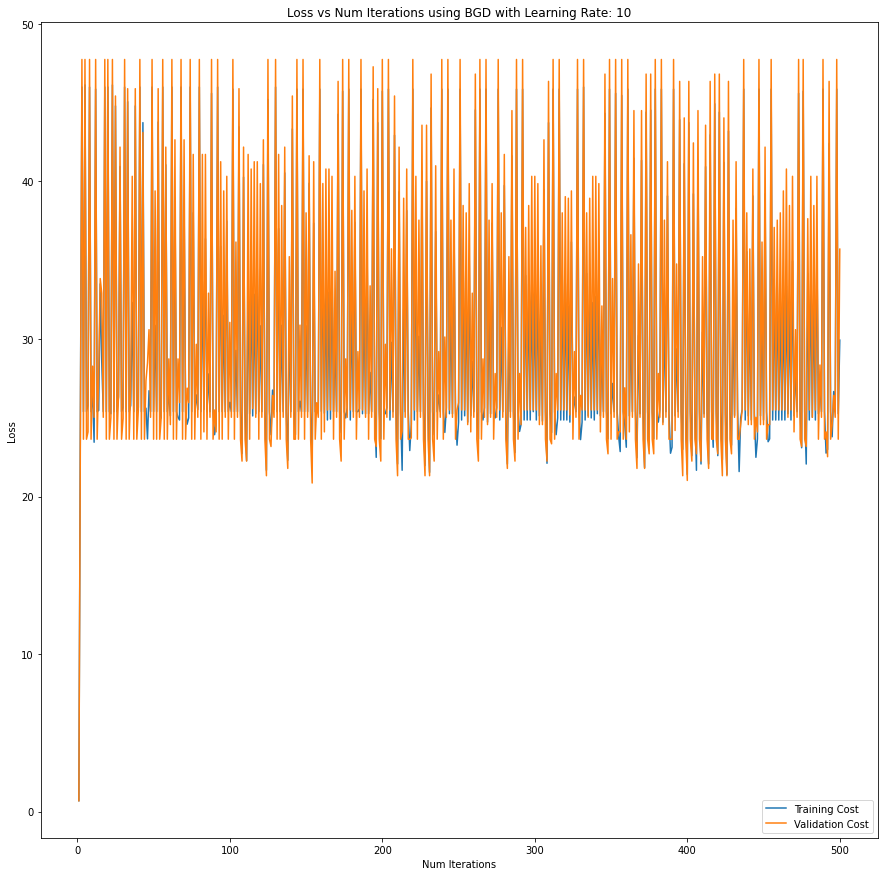 Loss vs Num Iterations using BGD with Learning Rate: 10
50
40
30
20
10
0
Loss
0 100 200 300 400 500
Num Iterations
Training Cost
Validation Cost